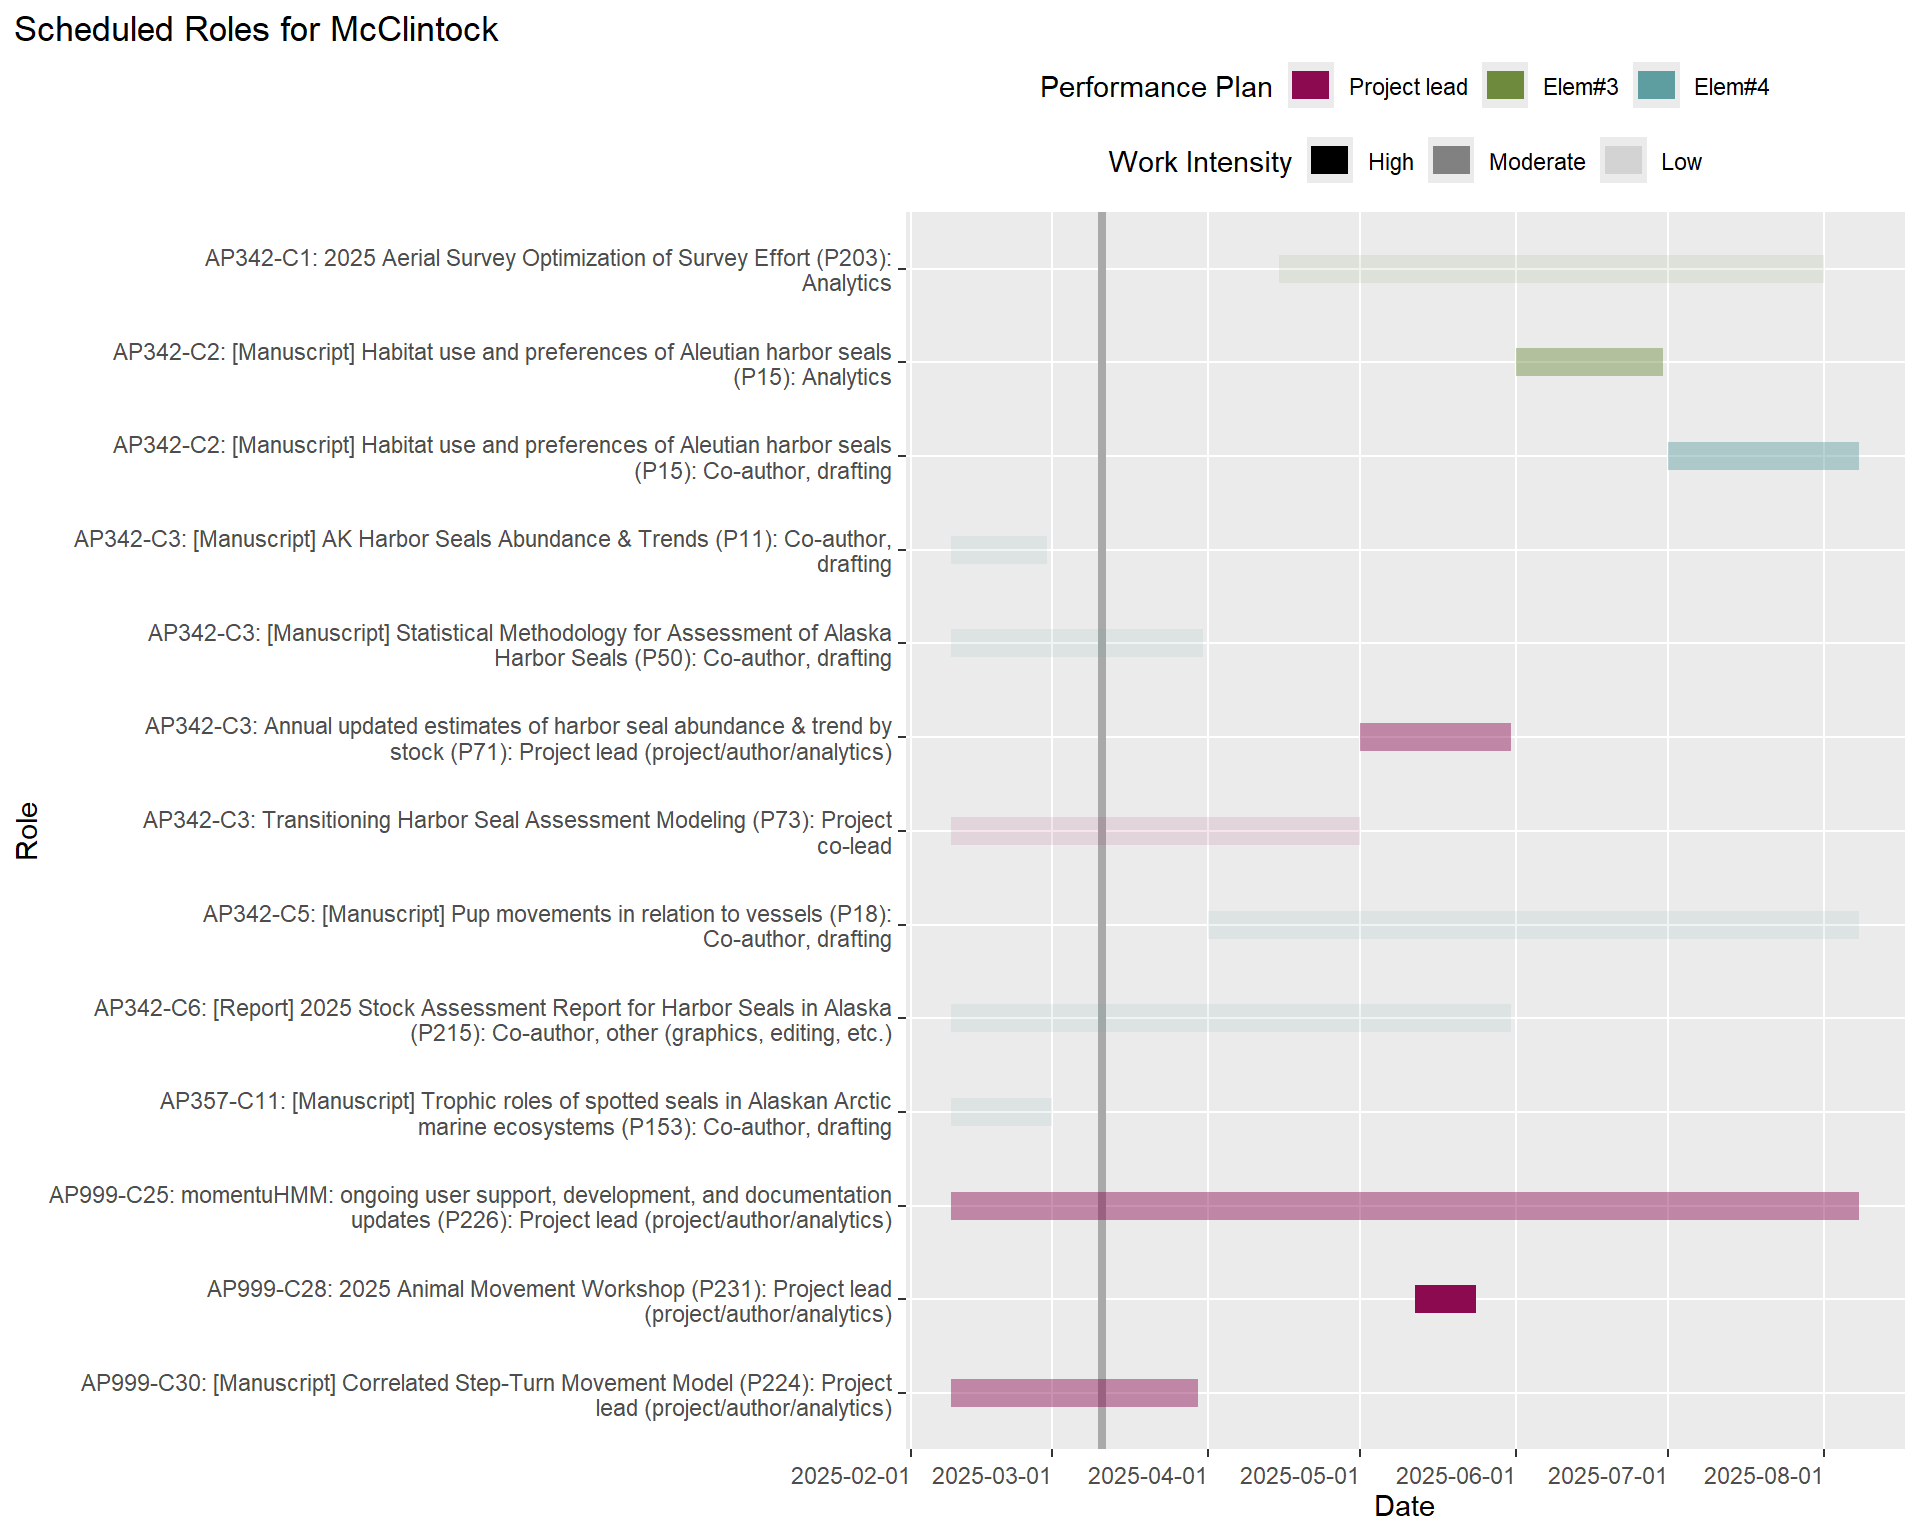 Scheduled Roles for McClintock
Performance Plan Project lead Elem#3 Elem#4
Work Intensity High Moderate Low
AP342-C1: 2025 Aerial Survey Optimization of Survey Effort (P203):
Analytics
AP342-C2: [Manuscript] Habitat use and preferences of Aleutian harbor seals
(P15): Analytics
AP342-C2: [Manuscript] Habitat use and preferences of Aleutian harbor seals
(P15): Co-author, drafting
AP342-C3: [Manuscript] AK Harbor Seals Abundance & Trends (P11): Co-author,
drafting
AP342-C3: [Manuscript] Statistical Methodology for Assessment of Alaska
Harbor Seals (P50): Co-author, drafting
AP342-C3: Annual updated estimates of harbor seal abundance & trend by
stock (P71): Project lead (project/author/analytics)
AP342-C3: Transitioning Harbor Seal Assessment Modeling (P73): Project
co-lead
AP342-C5: [Manuscript] Pup movements in relation to vessels (P18):
Co-author, drafting
AP342-C6: [Report] 2025 Stock Assessment Report for Harbor Seals in Alaska
(P215): Co-author, other (graphics, editing, etc.)
AP357-C11: [Manuscript] Trophic roles of spotted seals in Alaskan Arctic
marine ecosystems (P153): Co-author, drafting
AP999-C25: momentuHMM: ongoing user support, development, and documentation
updates (P226): Project lead (project/author/analytics)
AP999-C28: 2025 Animal Movement Workshop (P231): Project lead
(project/author/analytics)
AP999-C30: [Manuscript] Correlated Step-Turn Movement Model (P224): Project
lead (project/author/analytics)
Role
2025-02-01 2025-03-01 2025-04-01 2025-05-01 2025-06-01 2025-07-01 2025-08-01
Date